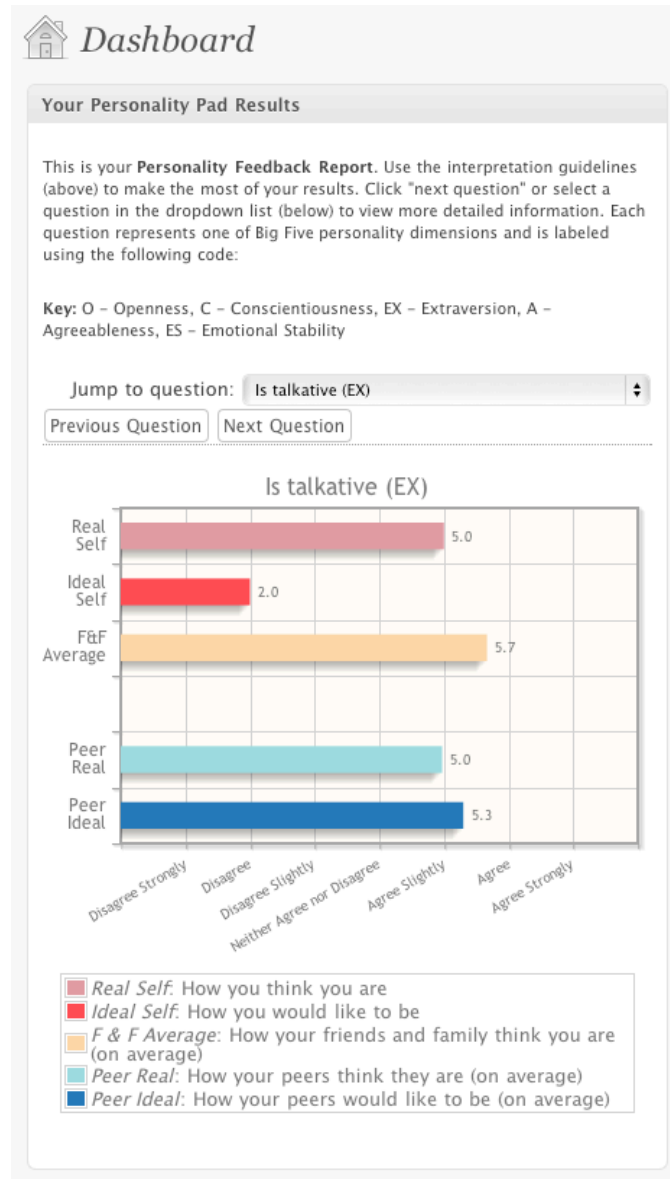 Dashboard
Your Personality Pad Results
This is your Personality Feedback Report. Use the interpretation guidelines
(above) to make the most of your results. Click "next question" or select a
question in the dropdown list (below) to view more detailed information. Each
question represents one of Big Five personality dimensions and is labeled
using the following code:
Key: O – Openness, C – Conscientiousness, EX – Extraversion, A –
Agreeableness, ES – Emotional Stability
Jump to question: Is talkative (EX)
Previous Question Next Question
Is talkative (EX)
Real
Self
5.0
Ideal
Self
2.0
F&F
Average
5.7
Peer
Real
5.0
Peer
Ideal
5.3
Disagree Strongly
Disagree
Disagree Slightly
Neither Agree nor Disagree
Agree Slightly
Agree
Agree Strongly
Real Self: How you think you are
Ideal Self: How you would like to be
F & F Average: How your friends and family think you are
(on average)
Peer Real: How your peers think they are (on average)
Peer Ideal: How your peers would like to be (on average)